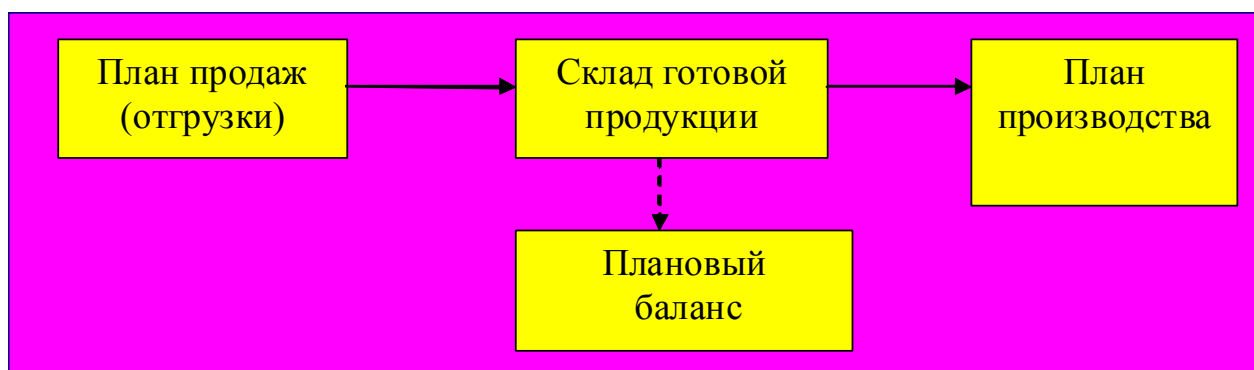 План продаж
(отгрузки)
Склад готовой
продукции
План
производства
Плановый
баланс